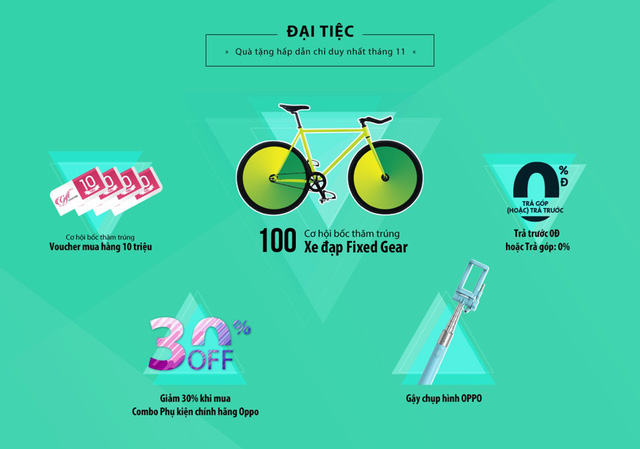 ĐẠI TIỆC
• Quà tặng hấp dẫn chỉ duy nhất tháng 11 •
10
Cơ hội bốc thăm trúng
Voucher mua hàng 10 triệu
100
Cơ hội bốc thăm trúng
Xe đạp Fixed Gear
0%
Đ
TRẢ GÓP
(HOẶC) TRẢ TRƯỚC
Trả trước 0Đ
hoặc Trả góp: 0%
30%
OFF
Giảm 30% khi mua
Combo Phụ kiện chính hãng Oppo
Gậy chụp hình OPPO